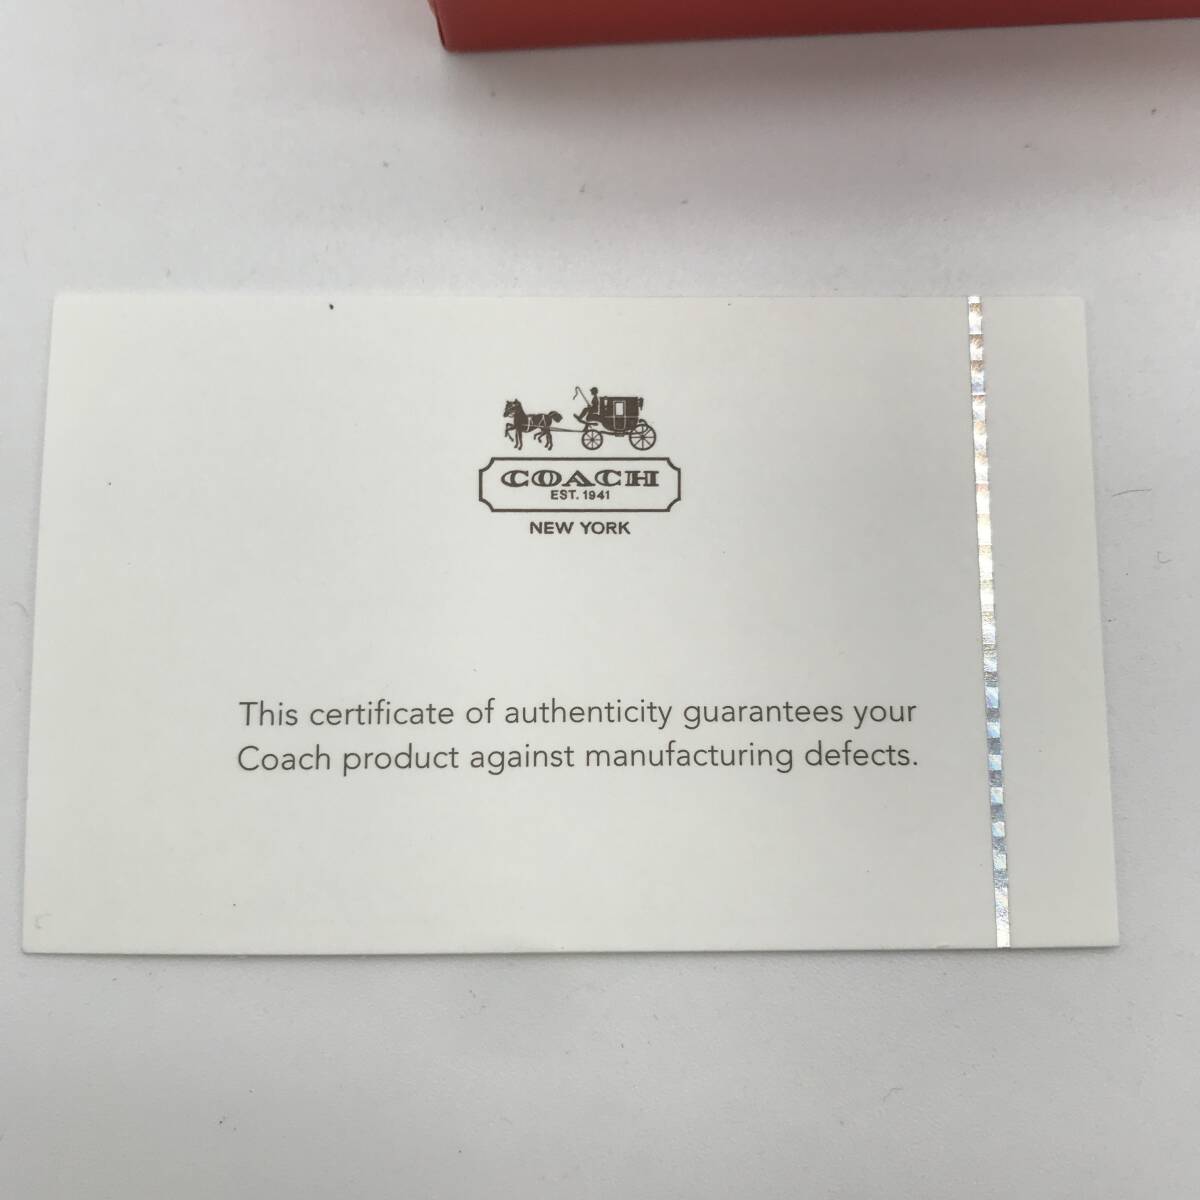 COACH
EST. 1941
NEW YORK
This certificate of authenticity guarantees your
Coach product against manufacturing defects.